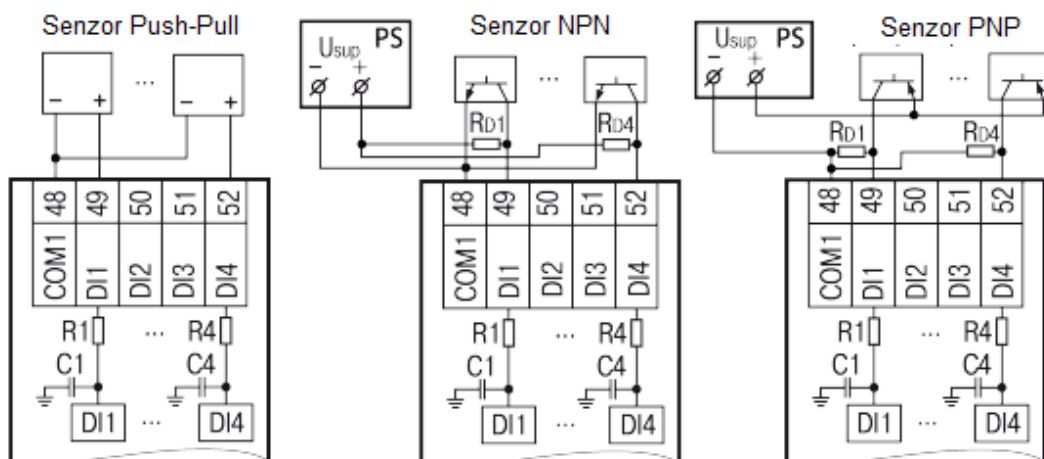 Senzor Push-Pull
- + ... - +
48 49 50 51 52
COM1 DI1 DI2 DI3 DI4
R1 ... R4
C1 C4
DI1 ... DI4
Senzor NPN
Usup PS
- +
...
RD1 RD4
48 49 50 51 52
COM1 DI1 DI2 DI3 DI4
R1 ... R4
C1 C4
DI1 ... DI4
Senzor PNP
Usup PS
- +
...
RD1 RD4
48 49 50 51 52
COM1 DI1 DI2 DI3 DI4
R1 ... R4
C1 C4
DI1 ... DI4